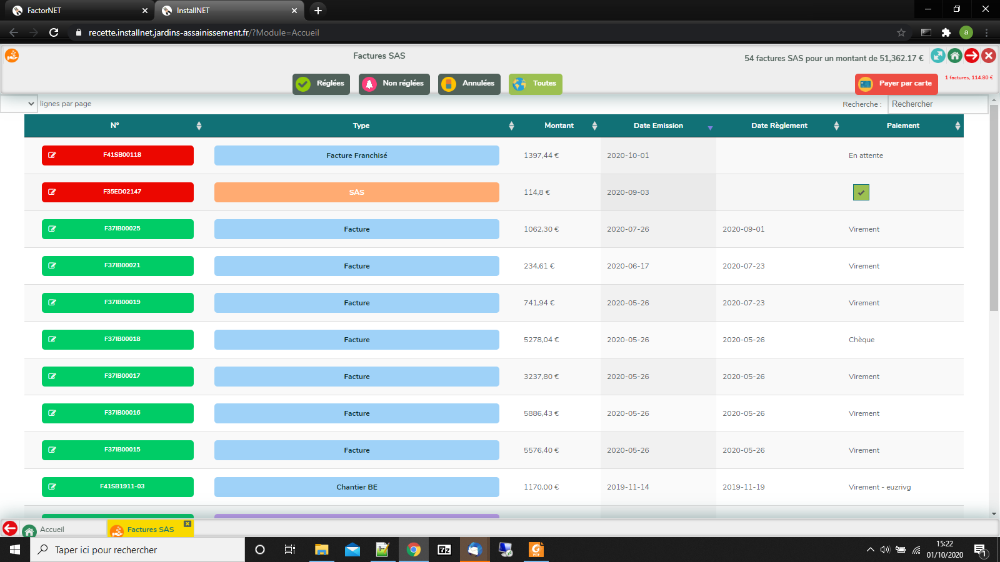 FactorNET
InstallNET
recette.installnet.jardins-assainissement.fr/?Module=Accueil
a
Factures SAS
54 factures SAS pour un montant de 51,362.17 €
Réglées
Non réglées
Annulées
Toutes
Payer par carte
1 factures, 114.80 €
lignes par page
Recherche :
Rechercher
N° Type Montant Date Emission Date Règlement Paiement
F41SB00118 Facture Franchisé 1397,44 € 2020-10-01 En attente
F35ED02147 SAS 114,8 € 2020-09-03
F37IB00025 Facture 1062,30 € 2020-07-26 2020-09-01 Virement
F37IB00021 Facture 234,61 € 2020-06-17 2020-07-23 Virement
F37IB00019 Facture 741,94 € 2020-05-26 2020-07-23 Virement
F37IB00018 Facture 5278,04 € 2020-05-26 2020-05-26 Chèque
F37IB00017 Facture 3237,80 € 2020-05-26 2020-05-26 Virement
F37IB00016 Facture 5886,43 € 2020-05-26 2020-05-26 Virement
F37IB00015 Facture 5576,40 € 2020-05-26 2020-05-26 Virement
F41SB1911-03 Chantier BE 1170,00 € 2019-11-14 2019-11-19 Virement - euzrivg
Accueil
Factures SAS
Taper ici pour rechercher
7z
15:22
01/10/2020
1